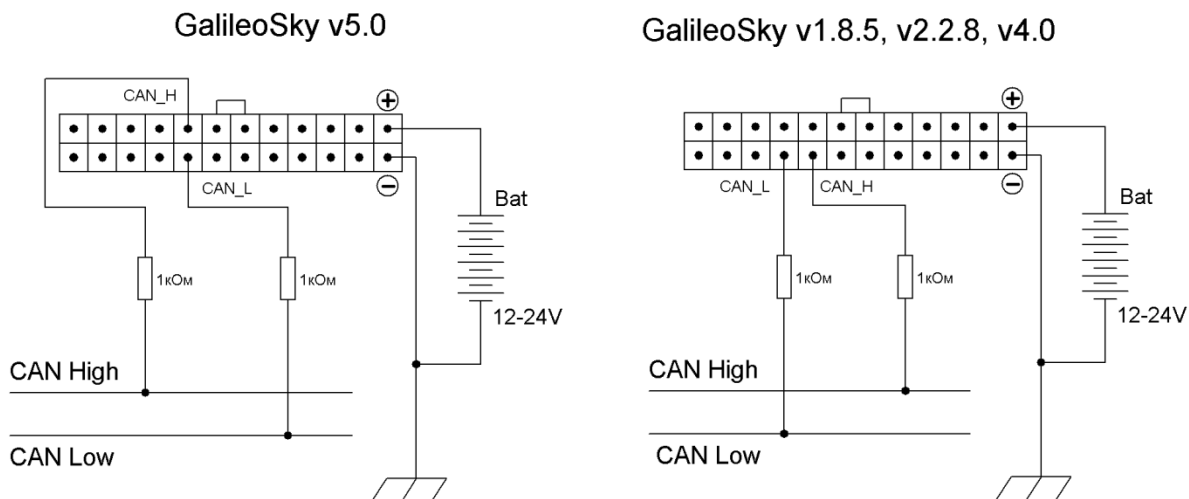 GalileoSky v5.0
CAN_H
+
CAN_L
−
Bat
1кОм
1кОм
12-24V
CAN High
CAN Low
GalileoSky v1.8.5, v2.2.8, v4.0
+
CAN_L
CAN_H
−
Bat
1кОм
1кОм
12-24V
CAN High
CAN Low